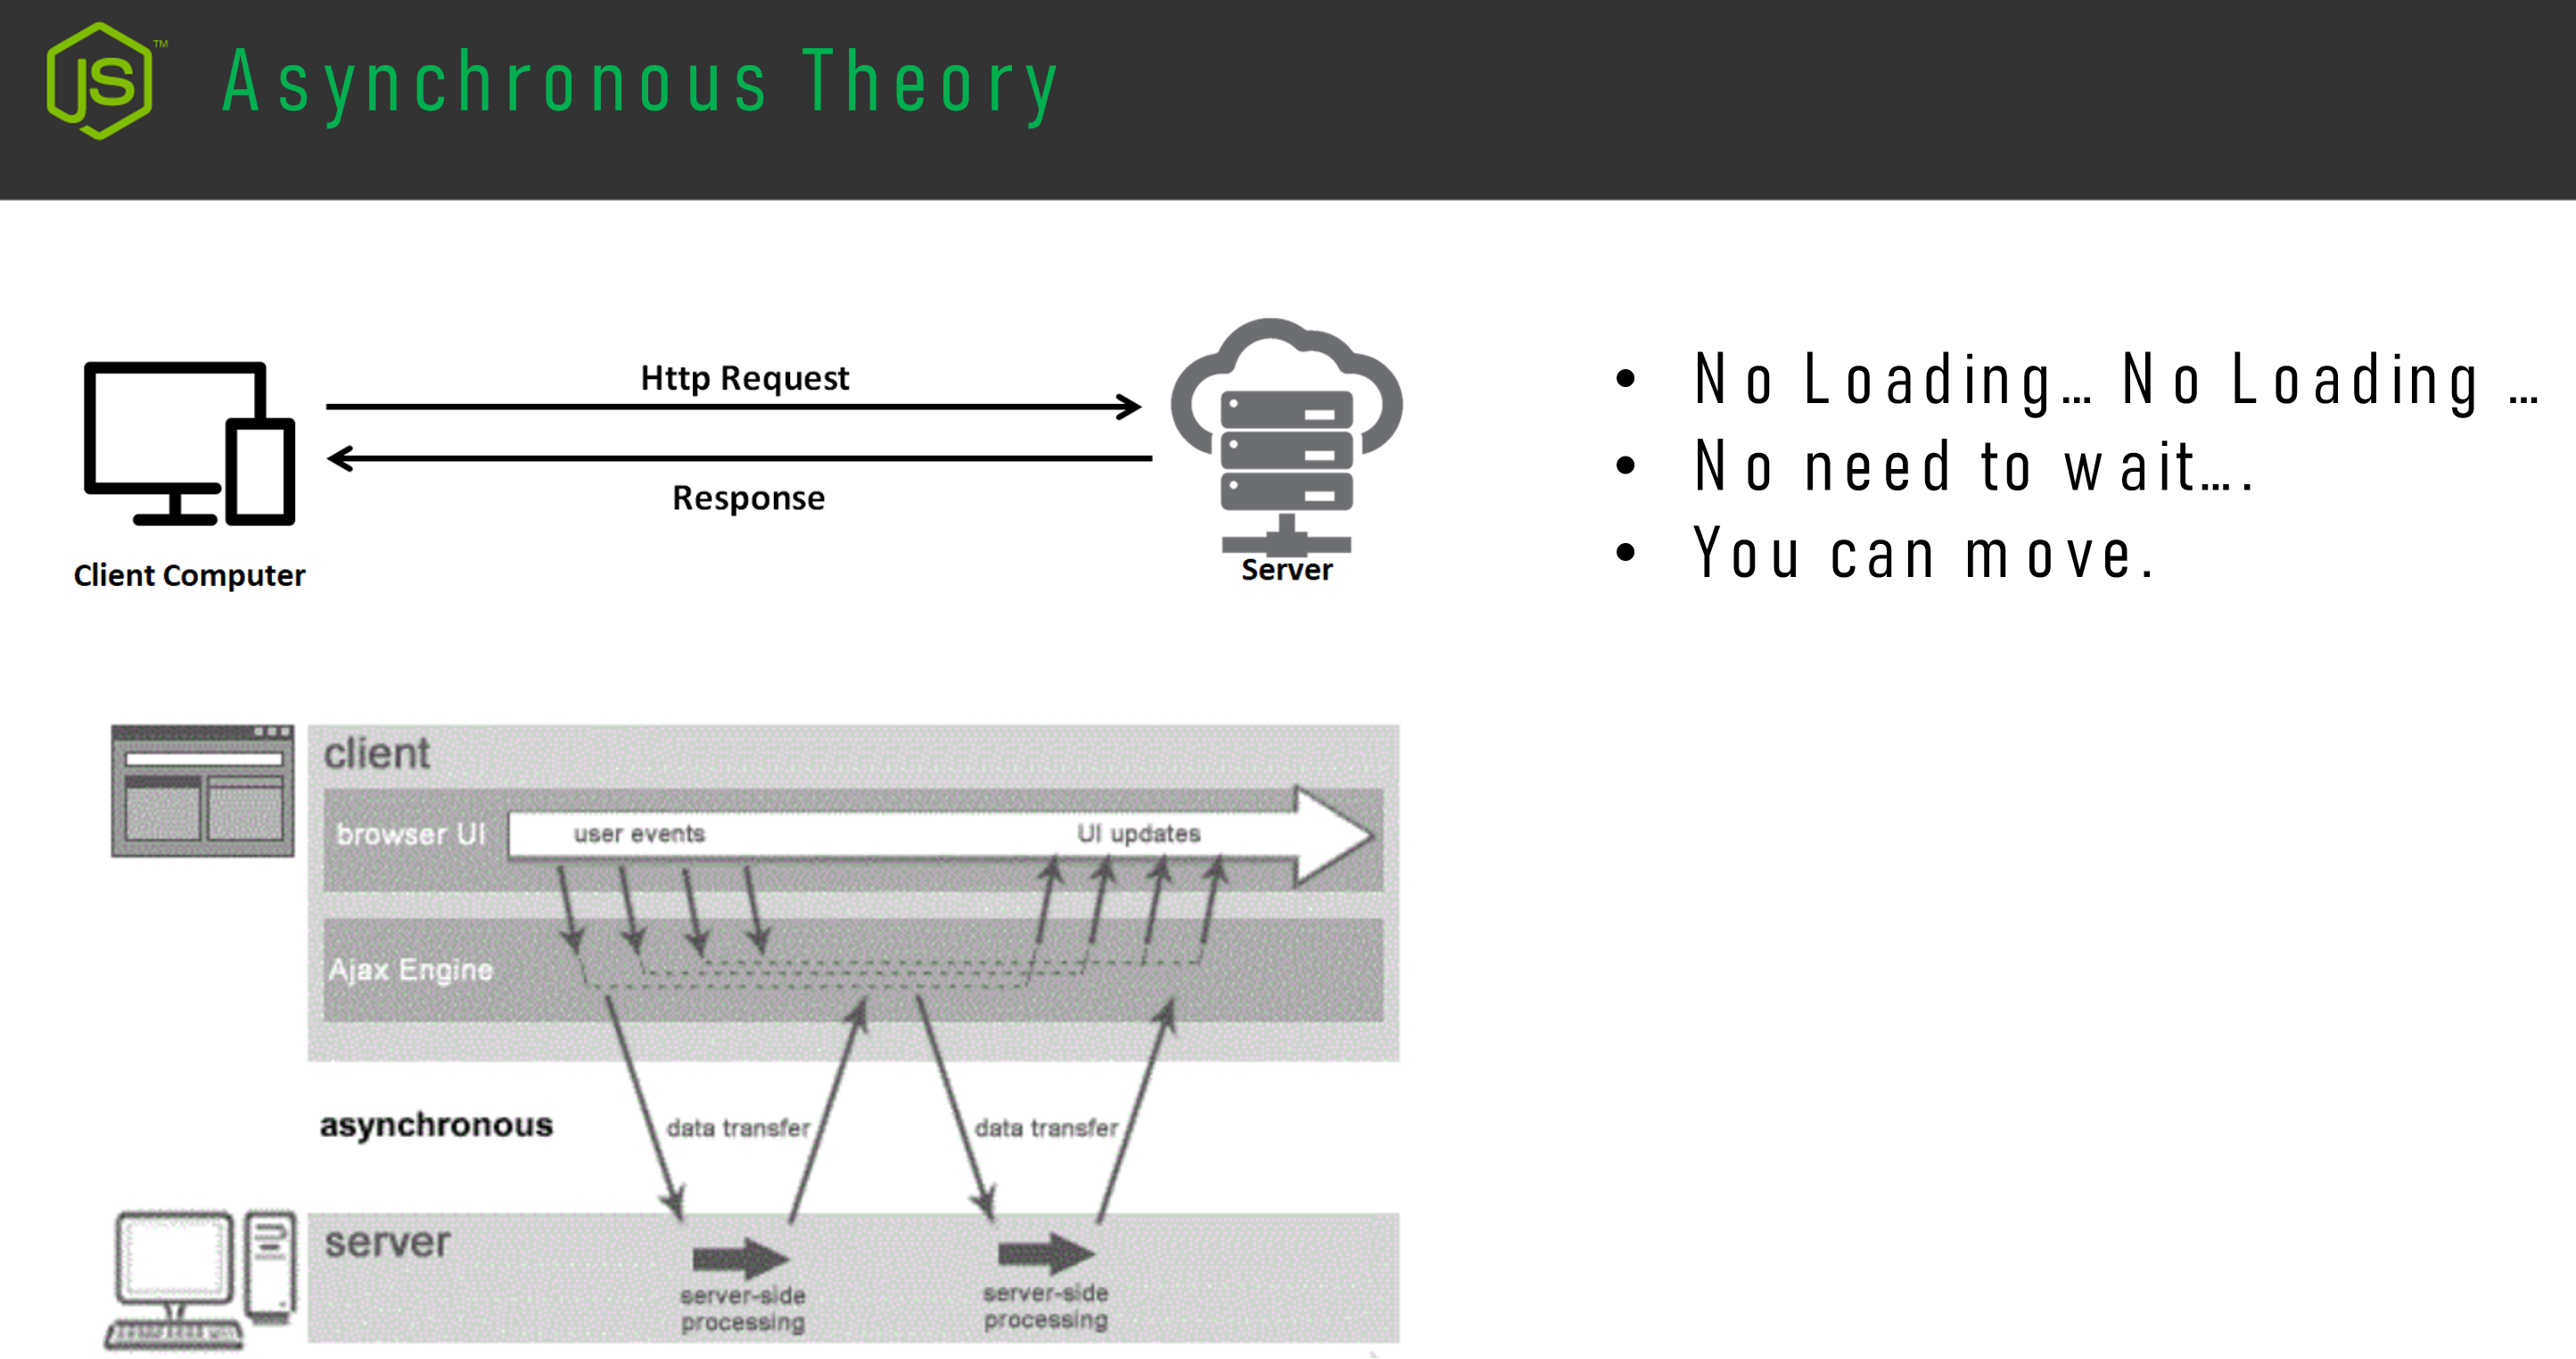 JS™
Asynchronous Theory
Http Request
Response
Client Computer
Server
• No Loading... No Loading ...
• No need to wait....
• You can move.
client
browser UI
user events
UI updates
Ajax Engine
asynchronous
data transfer
data transfer
server
server-side
processing
server-side
processing